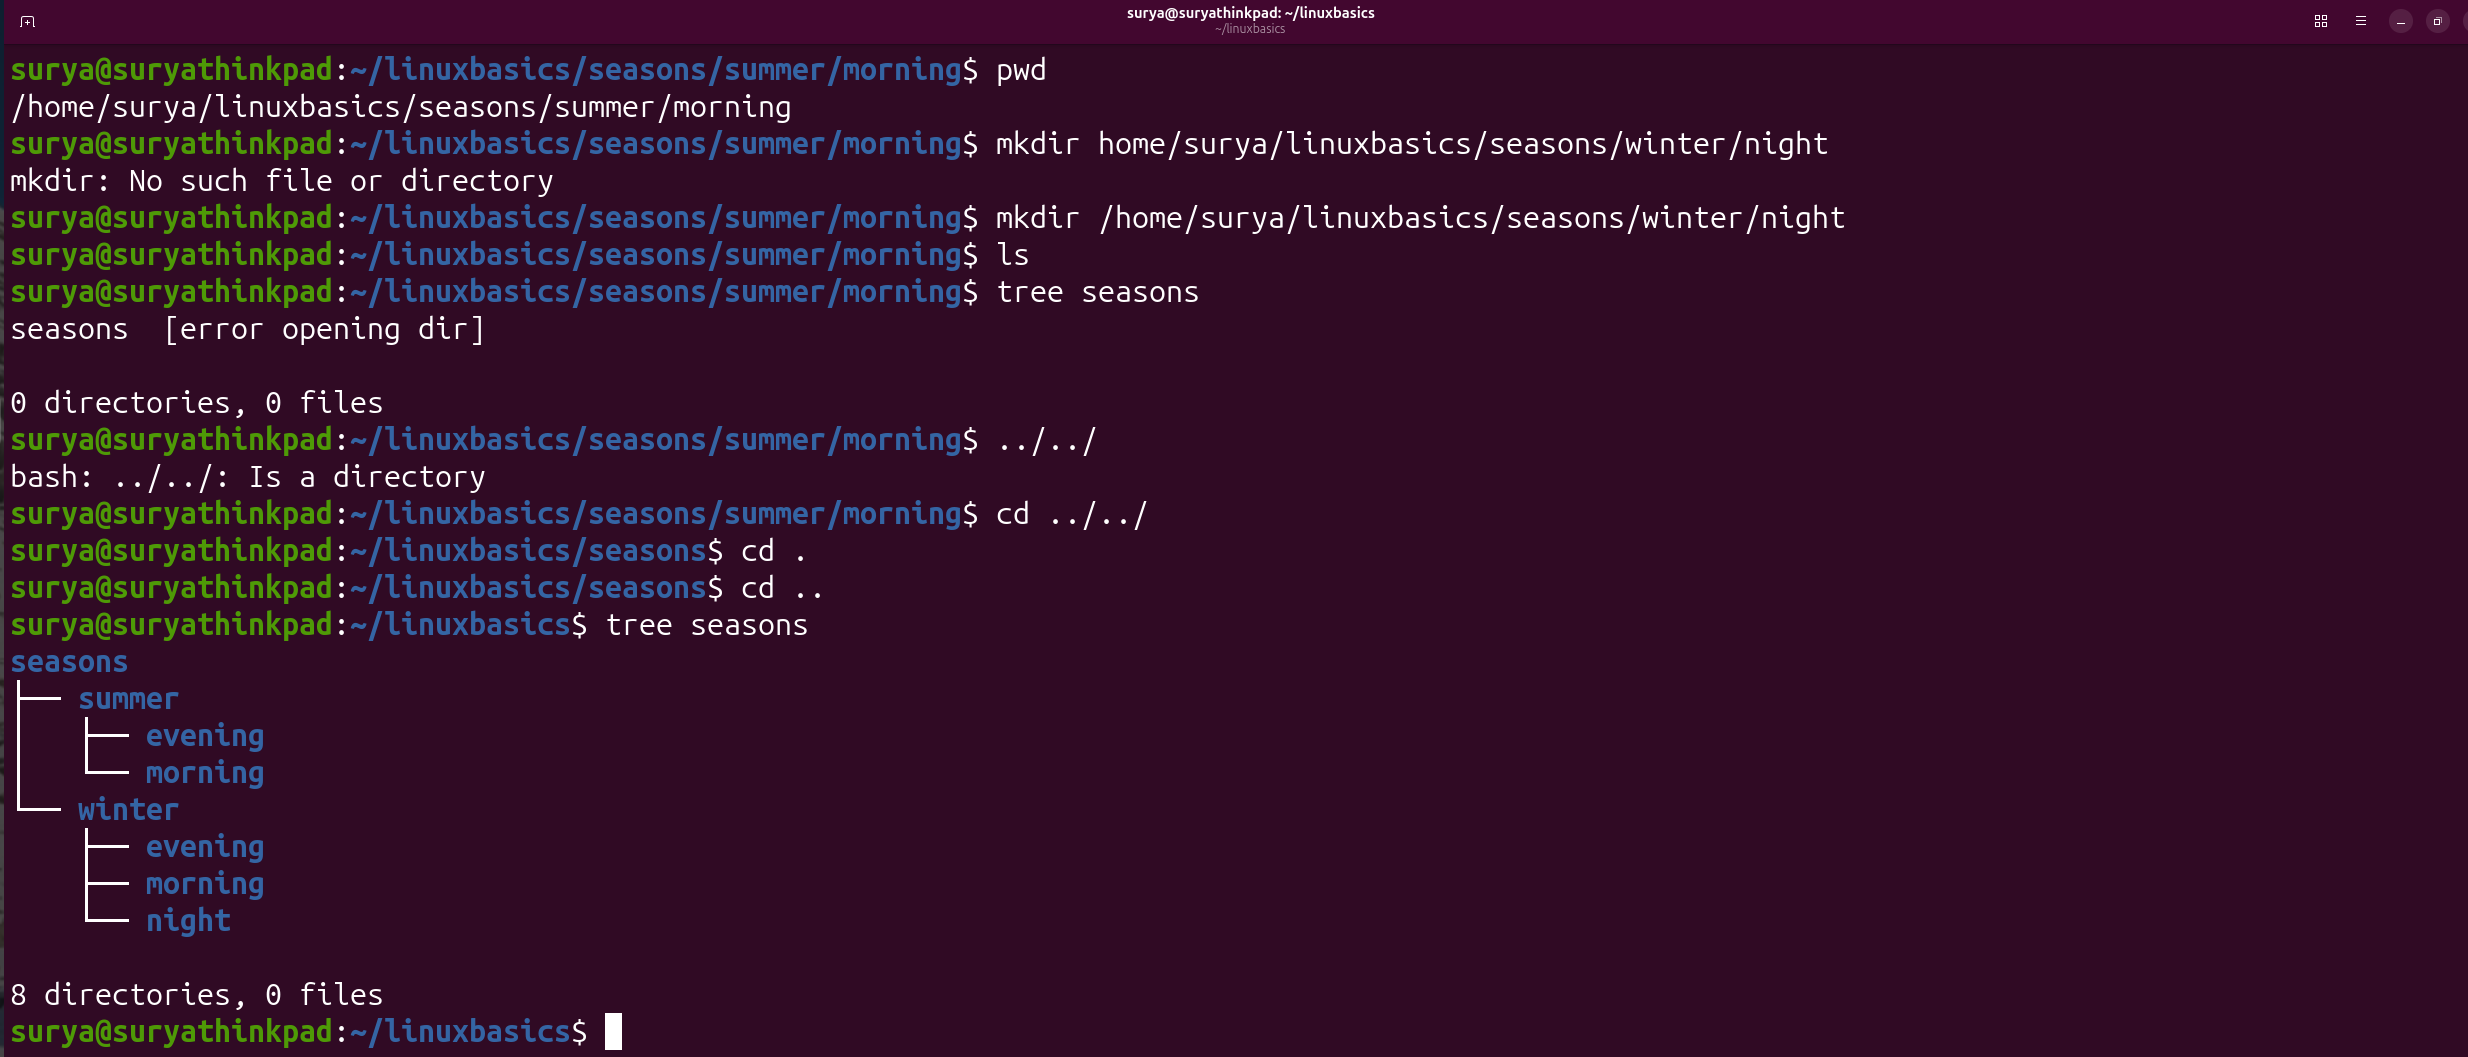 surya@suryathinkpad: ~/linuxbasics
~/linuxbasics
surya@suryathinkpad:~/linuxbasics/seasons/summer/morning$ pwd
/home/surya/linuxbasics/seasons/summer/morning
surya@suryathinkpad:~/linuxbasics/seasons/summer/morning$ mkdir home/surya/linuxbasics/seasons/winter/night
mkdir: No such file or directory
surya@suryathinkpad:~/linuxbasics/seasons/summer/morning$ mkdir /home/surya/linuxbasics/seasons/winter/night
surya@suryathinkpad:~/linuxbasics/seasons/summer/morning$ ls
surya@suryathinkpad:~/linuxbasics/seasons/summer/morning$ tree seasons
seasons  [error opening dir]
0 directories, 0 files
surya@suryathinkpad:~/linuxbasics/seasons/summer/morning$ ../../
bash: ../../: Is a directory
surya@suryathinkpad:~/linuxbasics/seasons/summer/morning$ cd ../../
surya@suryathinkpad:~/linuxbasics/seasons$ cd .
surya@suryathinkpad:~/linuxbasics/seasons$ cd ..
surya@suryathinkpad:~/linuxbasics$ tree seasons
seasons
├── summer
│   ├── evening
│   └── morning
└── winter
    ├── evening
    ├── morning
    └── night
8 directories, 0 files
surya@suryathinkpad:~/linuxbasics$